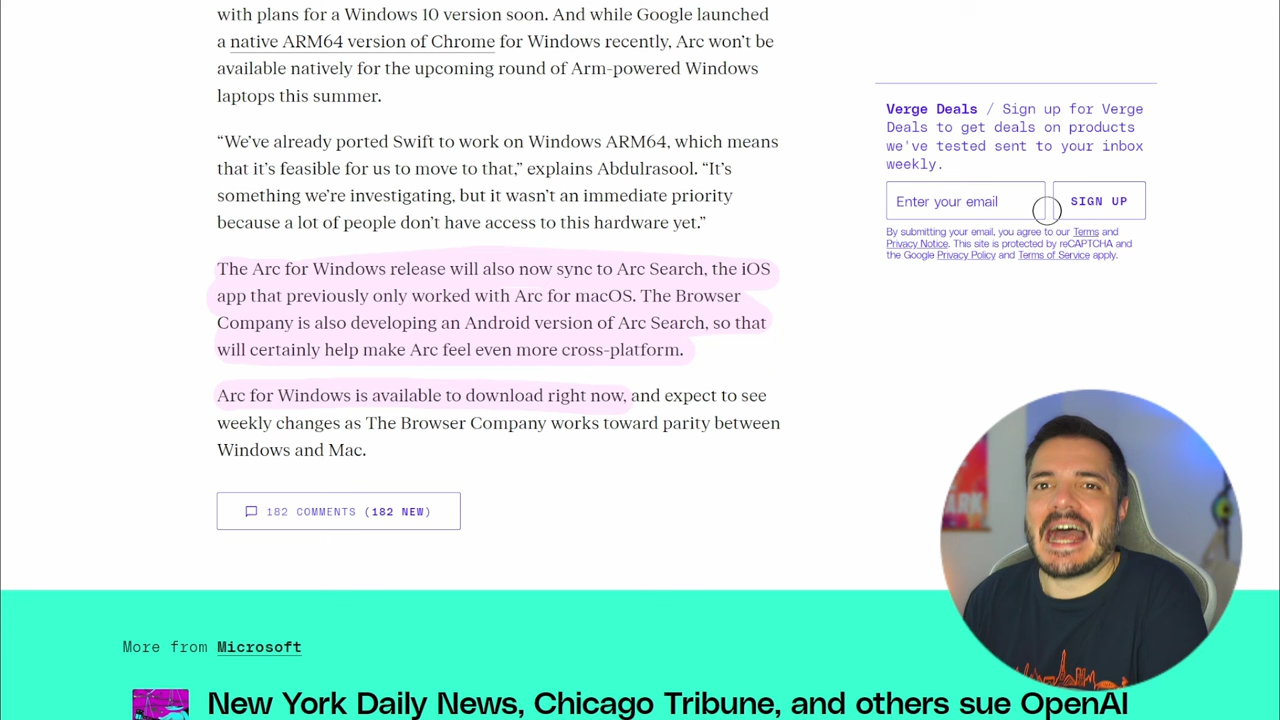 with plans for a Windows 10 version soon. And while Google launched
a native ARM64 version of Chrome for Windows recently, Arc won’t be
available natively for the upcoming round of Arm-powered Windows
laptops this summer.
“We’ve already ported Swift to work on Windows ARM64, which means
that it’s feasible for us to move to that,” explains Abdulrasool. “It’s
something we’re investigating, but it wasn’t an immediate priority
because a lot of people don’t have access to this hardware yet.”
The Arc for Windows release will also now sync to Arc Search, the iOS
app that previously only worked with Arc for macOS. The Browser
Company is also developing an Android version of Arc Search, so that
will certainly help make Arc feel even more cross-platform.
Arc for Windows is available to download right now, and expect to see
weekly changes as The Browser Company works toward parity between
Windows and Mac.
182 COMMENTS (182 NEW)
Verge Deals / Sign up for Verge
Deals to get deals on products
we've tested sent to your inbox
weekly.
Enter your email
SIGN UP
By submitting your email, you agree to our Terms and
Privacy Notice. This site is protected by reCAPTCHA and
the Google Privacy Policy and Terms of Service apply.
More from Microsoft
New York Daily News, Chicago Tribune, and others sue OpenAI